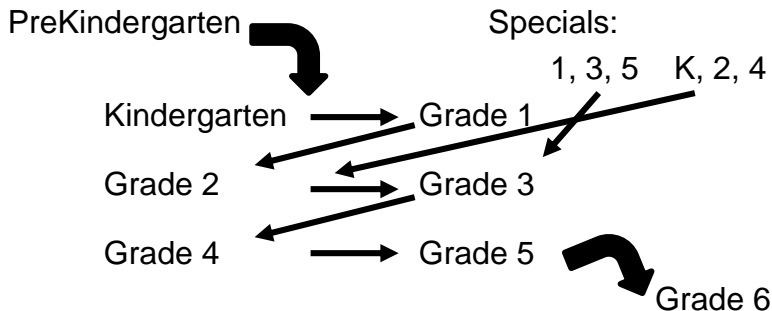 PreKindergarten Specials:
1, 3, 5 K, 2, 4
Kindergarten Grade 1
Grade 2 Grade 3
Grade 4 Grade 5
Grade 6